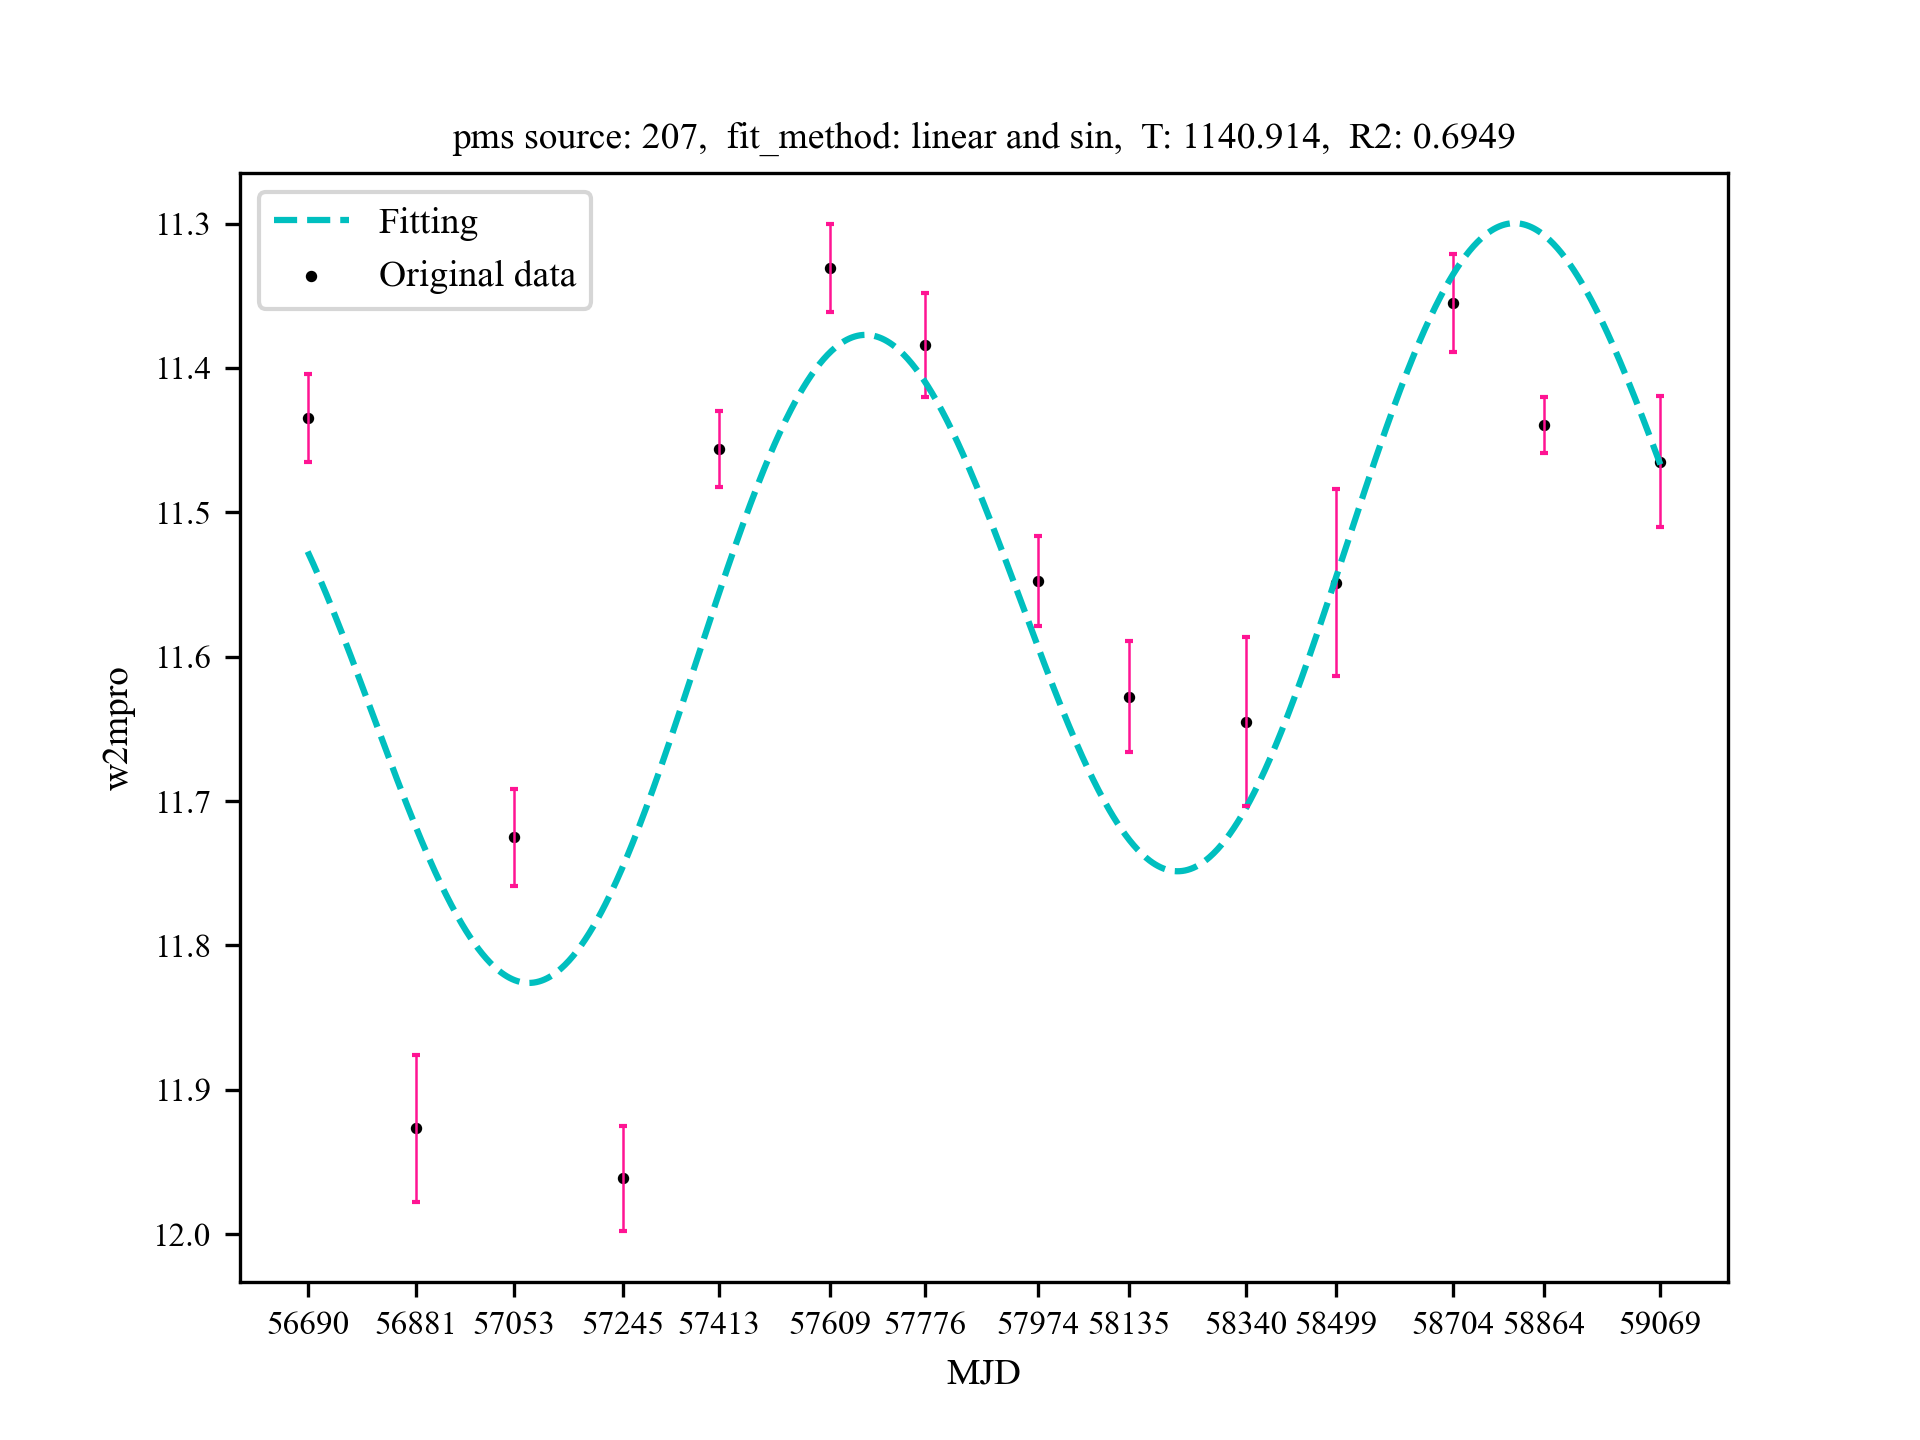 pms source: 207,  fit_method: linear and sin,  T: 1140.914,  R2: 0.6949
Fitting
Original data
11.3
11.4
11.5
11.6
11.7
11.8
11.9
12.0
w2mpro
56690 56881 57053 57245 57413 57609 57776 57974 58135 58340 58499 58704 58864 59069
MJD